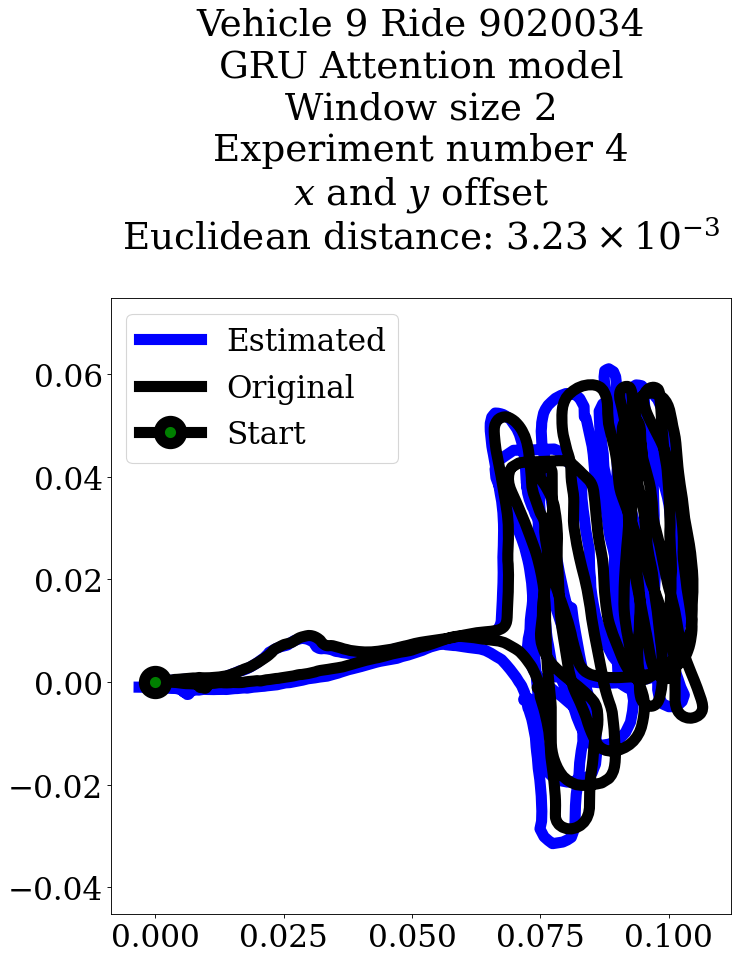 Vehicle 9 Ride 9020034
GRU Attention model
Window size 2
Experiment number 4
x and y offset
Euclidean distance: 3.23 × 10⁻³
Estimated
Original
Start
0.06
0.04
0.02
0.00
−0.02
−0.04
0.000 0.025 0.050 0.075 0.100